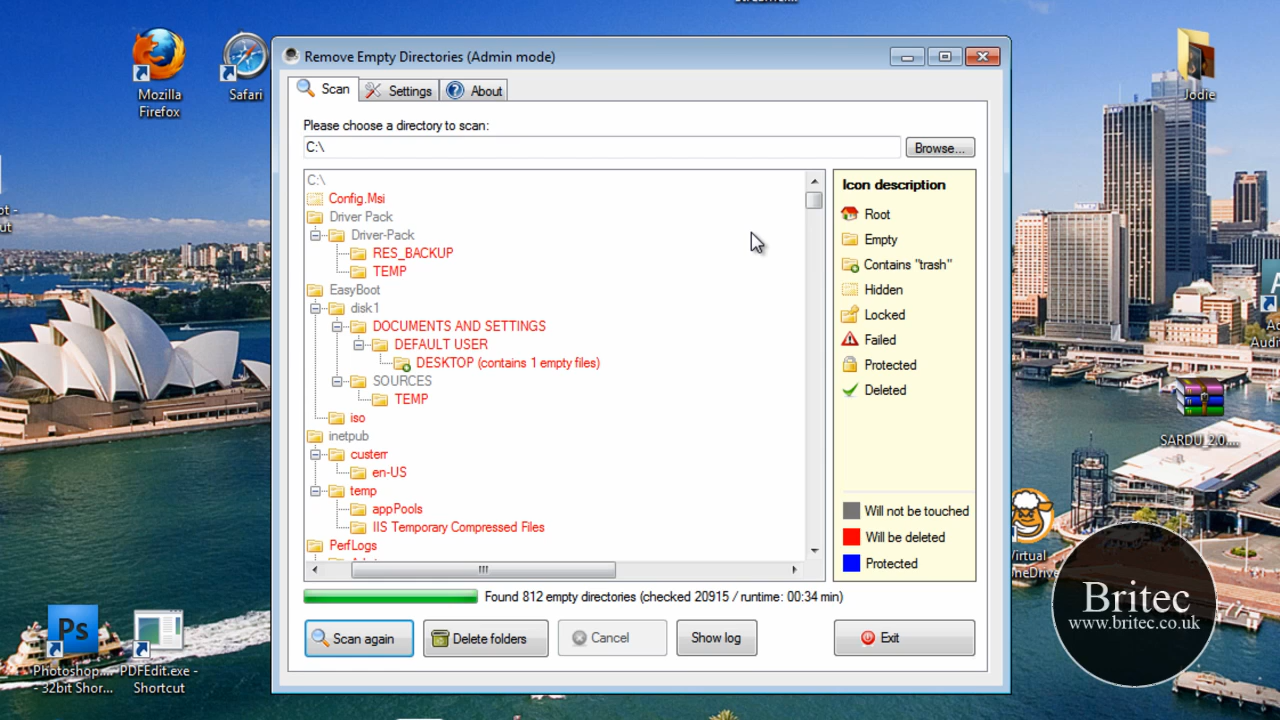 Mozilla
Firefox
Safari
Jodie
Remove Empty Directories (Admin mode)
Scan
Settings
About
Please choose a directory to scan:
C:\
Browse...
C:\
Config.Msi
Driver Pack
Driver-Pack
RES_BACKUP
TEMP
EasyBoot
disk1
DOCUMENTS AND SETTINGS
DEFAULT USER
DESKTOP (contains 1 empty files)
SOURCES
TEMP
iso
inetpub
custerr
en-US
temp
appPools
IIS Temporary Compressed Files
PerfLogs
Icon description
Root
Empty
Contains "trash"
Hidden
Locked
Failed
Protected
Deleted
Will not be touched
Will be deleted
Protected
Found 812 empty directories (checked 20915 / runtime: 00:34 min)
Scan again
Delete folders
Cancel
Show log
Exit
SARDU_2.0....
Virtual
Ps
Photoshop...
- 32bit Shor...
PDFEdit.exe -
Shortcut
Britec
www.britec.co.uk